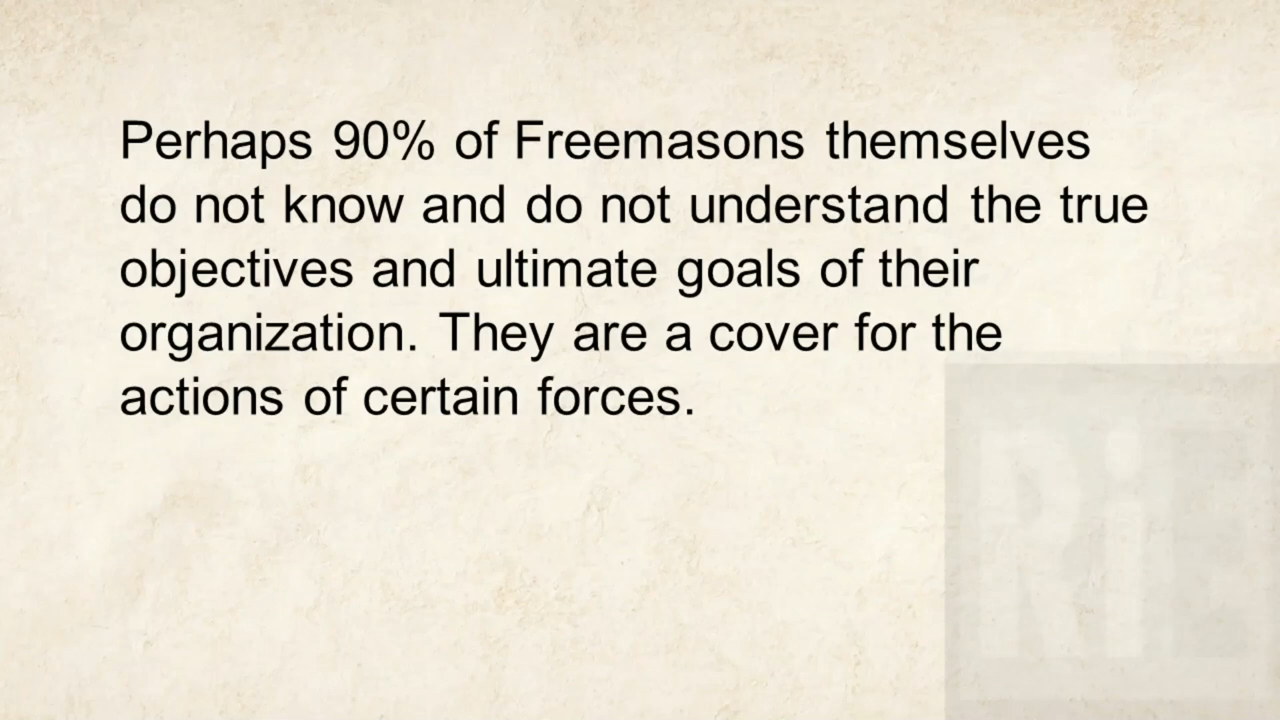 Perhaps 90% of Freemasons themselves
do not know and do not understand the true
objectives and ultimate goals of their
organization. They are a cover for the
actions of certain forces.